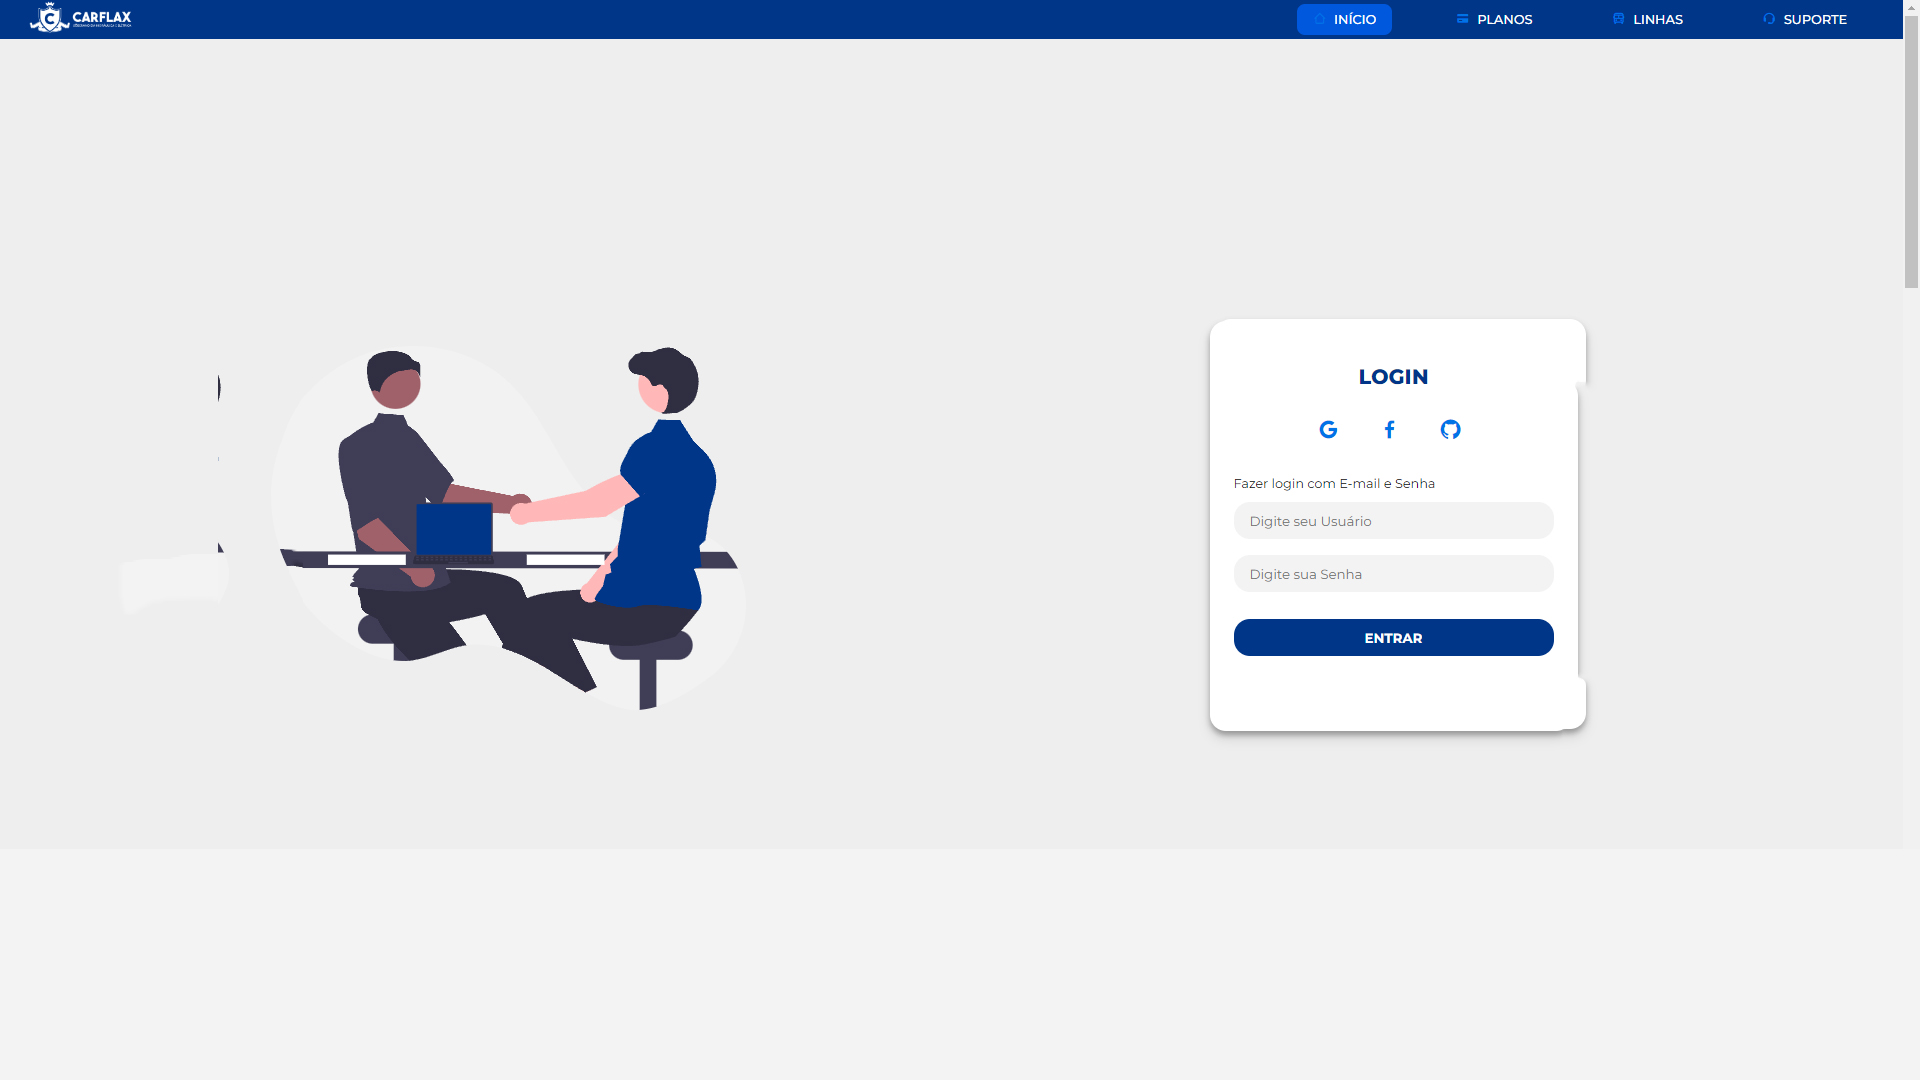 CARFLAX
INÍCIO
PLANOS
LINHAS
SUPORTE
LOGIN
Fazer login com E-mail e Senha
Digite seu Usuário
Digite sua Senha
ENTRAR